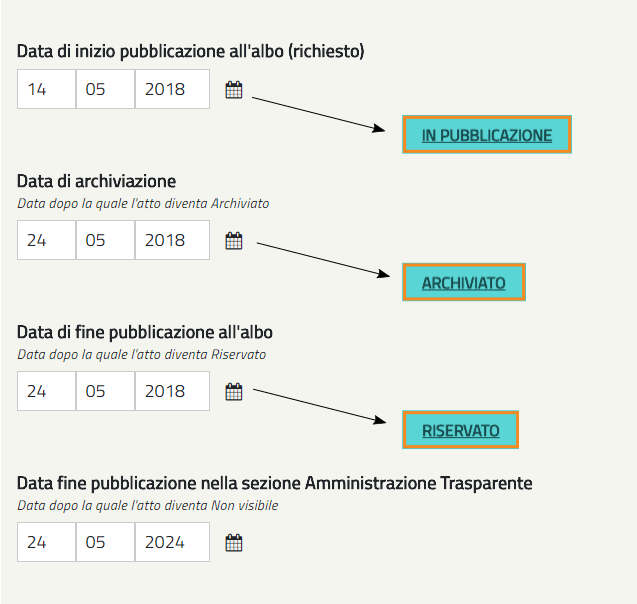 Data di inizio pubblicazione all'albo (richiesto)
14 05 2018
IN PUBBLICAZIONE
Data di archiviazione
Data dopo la quale l'atto diventa Archiviato
24 05 2018
ARCHIVIATO
Data di fine pubblicazione all'albo
Data dopo la quale l'atto diventa Riservato
24 05 2018
RISERVATO
Data fine pubblicazione nella sezione Amministrazione Trasparente
Data dopo la quale l'atto diventa Non visibile
24 05 2024